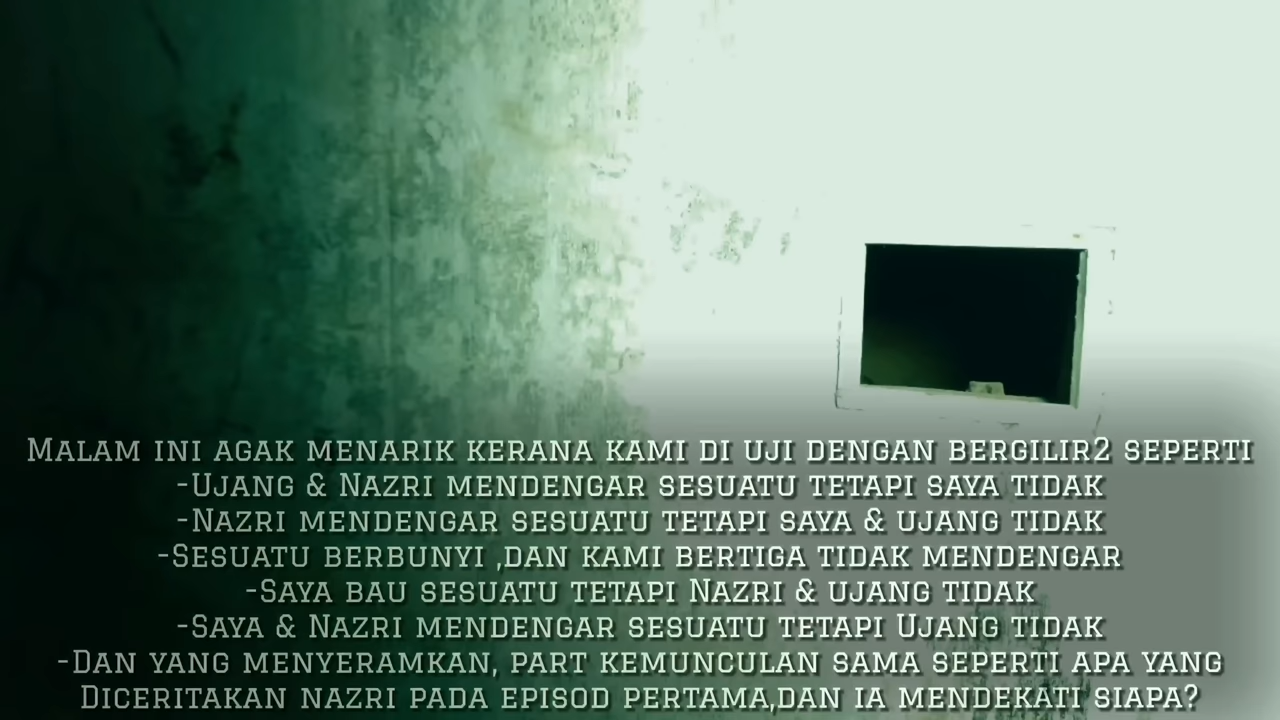 Malam ini agak menarik kerana kami di uji dengan bergilir2 seperti
-Ujang & Nazri mendengar sesuatu tetapi saya tidak
-Nazri mendengar sesuatu tetapi saya & ujang tidak
-Sesuatu berbunyi ,dan kami bertiga tidak mendengar
-Saya bau sesuatu tetapi Nazri & ujang tidak
-Saya & Nazri mendengar sesuatu tetapi Ujang tidak
-Dan yang menyeramkan, part kemunculan sama seperti apa yang
Diceritakan nazri pada episod pertama,dan ia mendekati siapa?